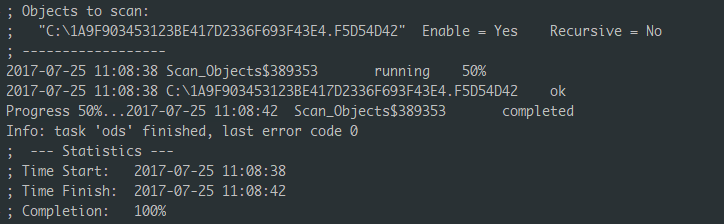 ; Objects to scan:
;   "C:\1A9F903453123BE417D2336F693F43E4.F5D54D42"  Enable = Yes    Recursive = No
; ------------------
2017-07-25 11:08:38 Scan_Objects$389353       running    50%
2017-07-25 11:08:38 C:\1A9F903453123BE417D2336F693F43E4.F5D54D42    ok
Progress 50%...2017-07-25 11:08:42  Scan_Objects$389353       completed
Info: task 'ods' finished, last error code 0
;  --- Statistics ---
; Time Start:   2017-07-25 11:08:38
; Time Finish:  2017-07-25 11:08:42
; Completion:   100%